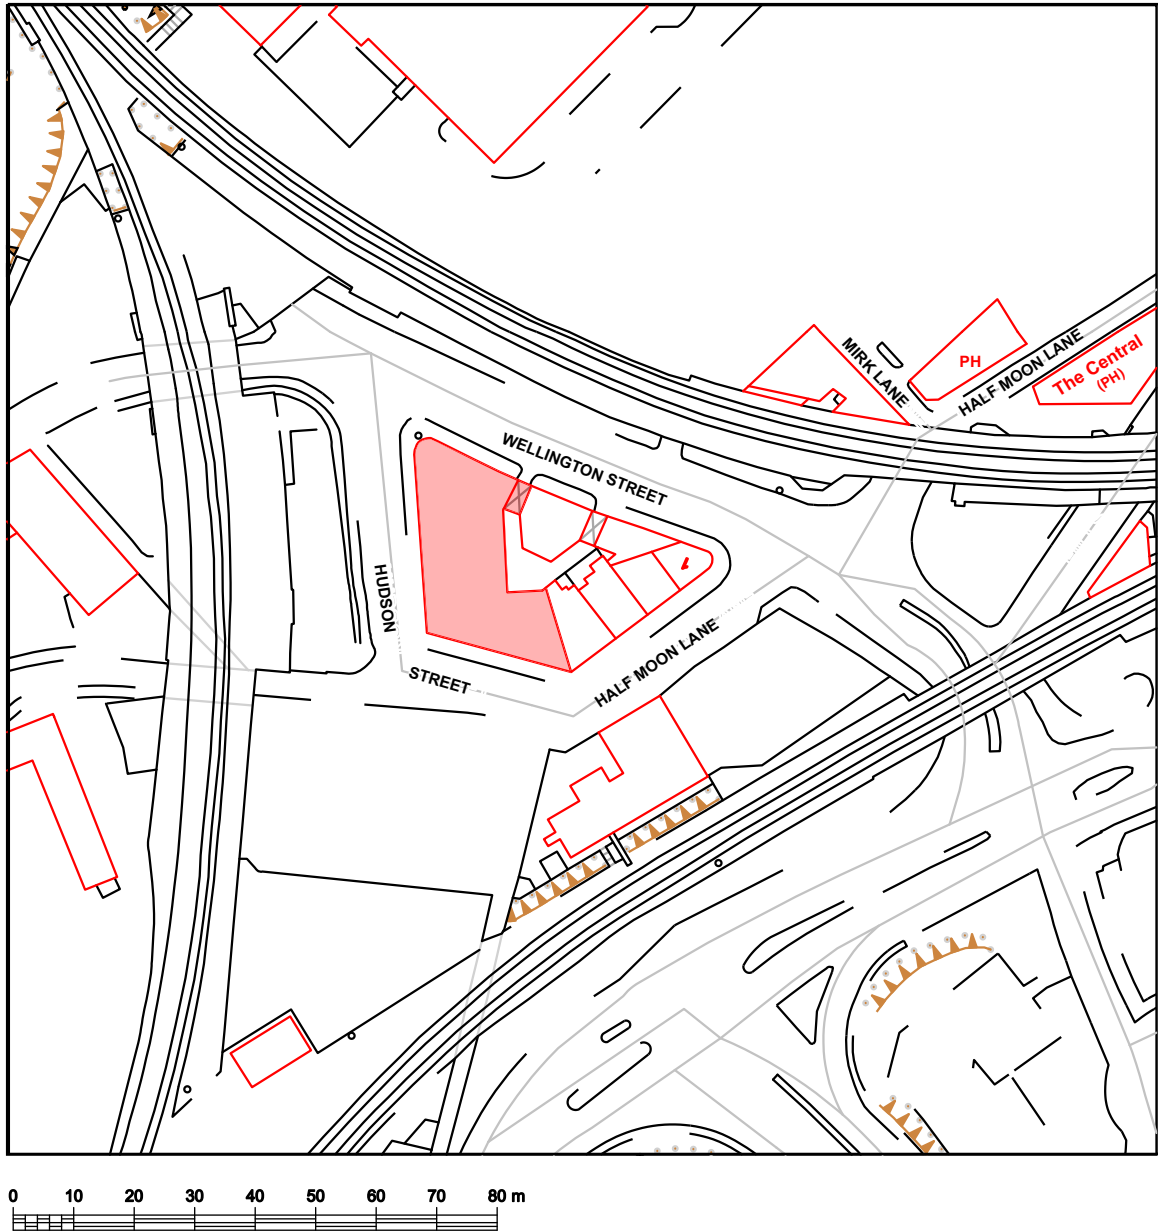 MIRK LANE
PH
HALF MOON LANE
The Central
(PH)
WELLINGTON STREET
HUDSON
STREET
HALF MOON LANE
0 10 20 30 40 50 60 70 80 m